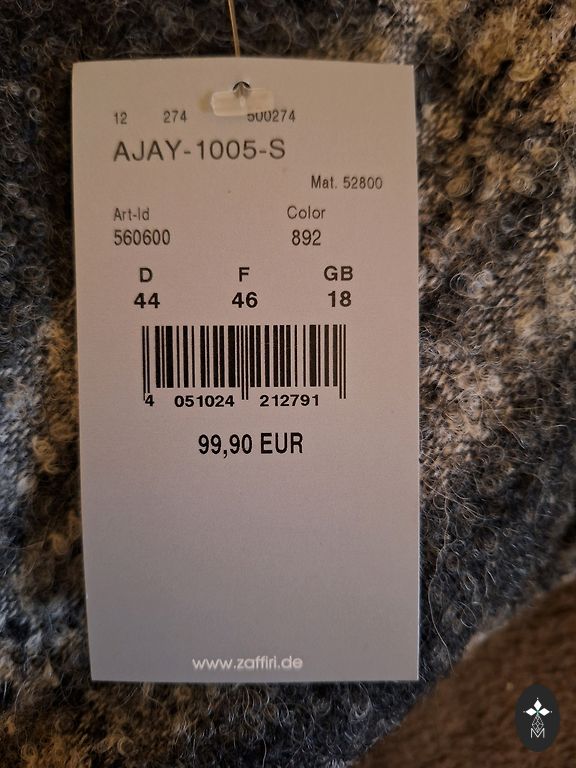 12 274 500274
AJAY-1005-S
Mat. 52800
Art-Id Color
560600 892
D F GB
44 46 18
4 051024 212791
99,90 EUR
www.zaffiri.de
M